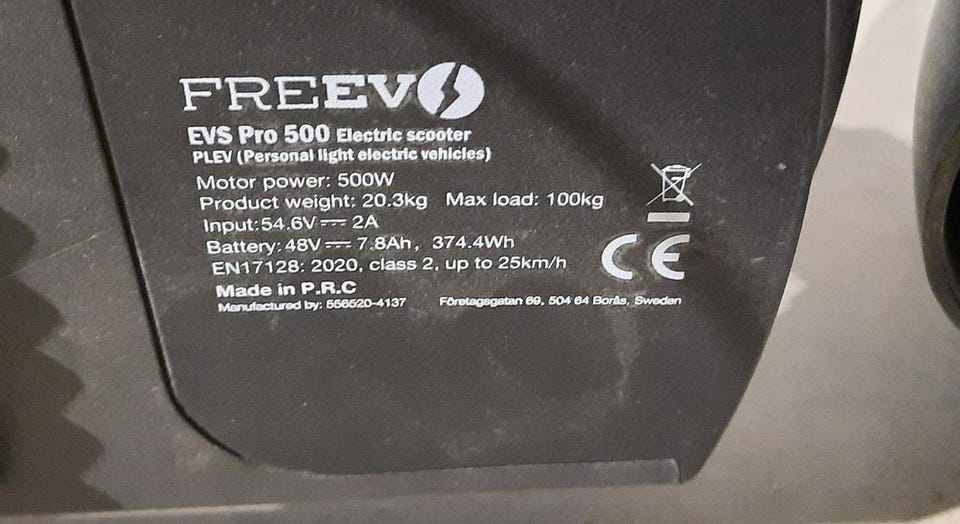 FREEVO
EVS Pro 500 Electric scooter
PLEV (Personal light electric vehicles)
Motor power: 500W
Product weight: 20.3kg Max load: 100kg
Input:54.6V⎓2A
Battery:48V⎓7.8Ah, 374.4Wh
EN17128: 2020, class 2, up to 25km/h
CE
Made in P.R.C
Manufactured by: 556520-4137 Företagsgatan 69, 504 64 Borås, Sweden